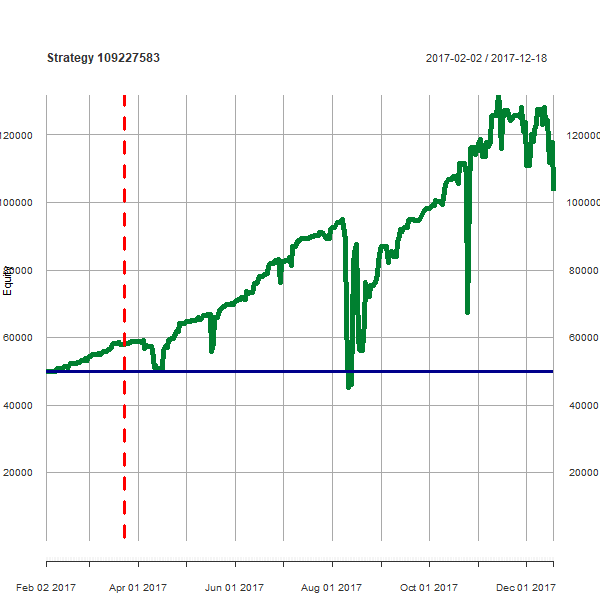 Strategy 109227583
2017-02-02 / 2017-12-18
120000
120000
100000
100000
80000
80000
Equity
60000
60000
40000
40000
20000
20000
Feb 02 2017
Apr 01 2017
Jun 01 2017
Aug 01 2017
Oct 01 2017
Dec 01 2017